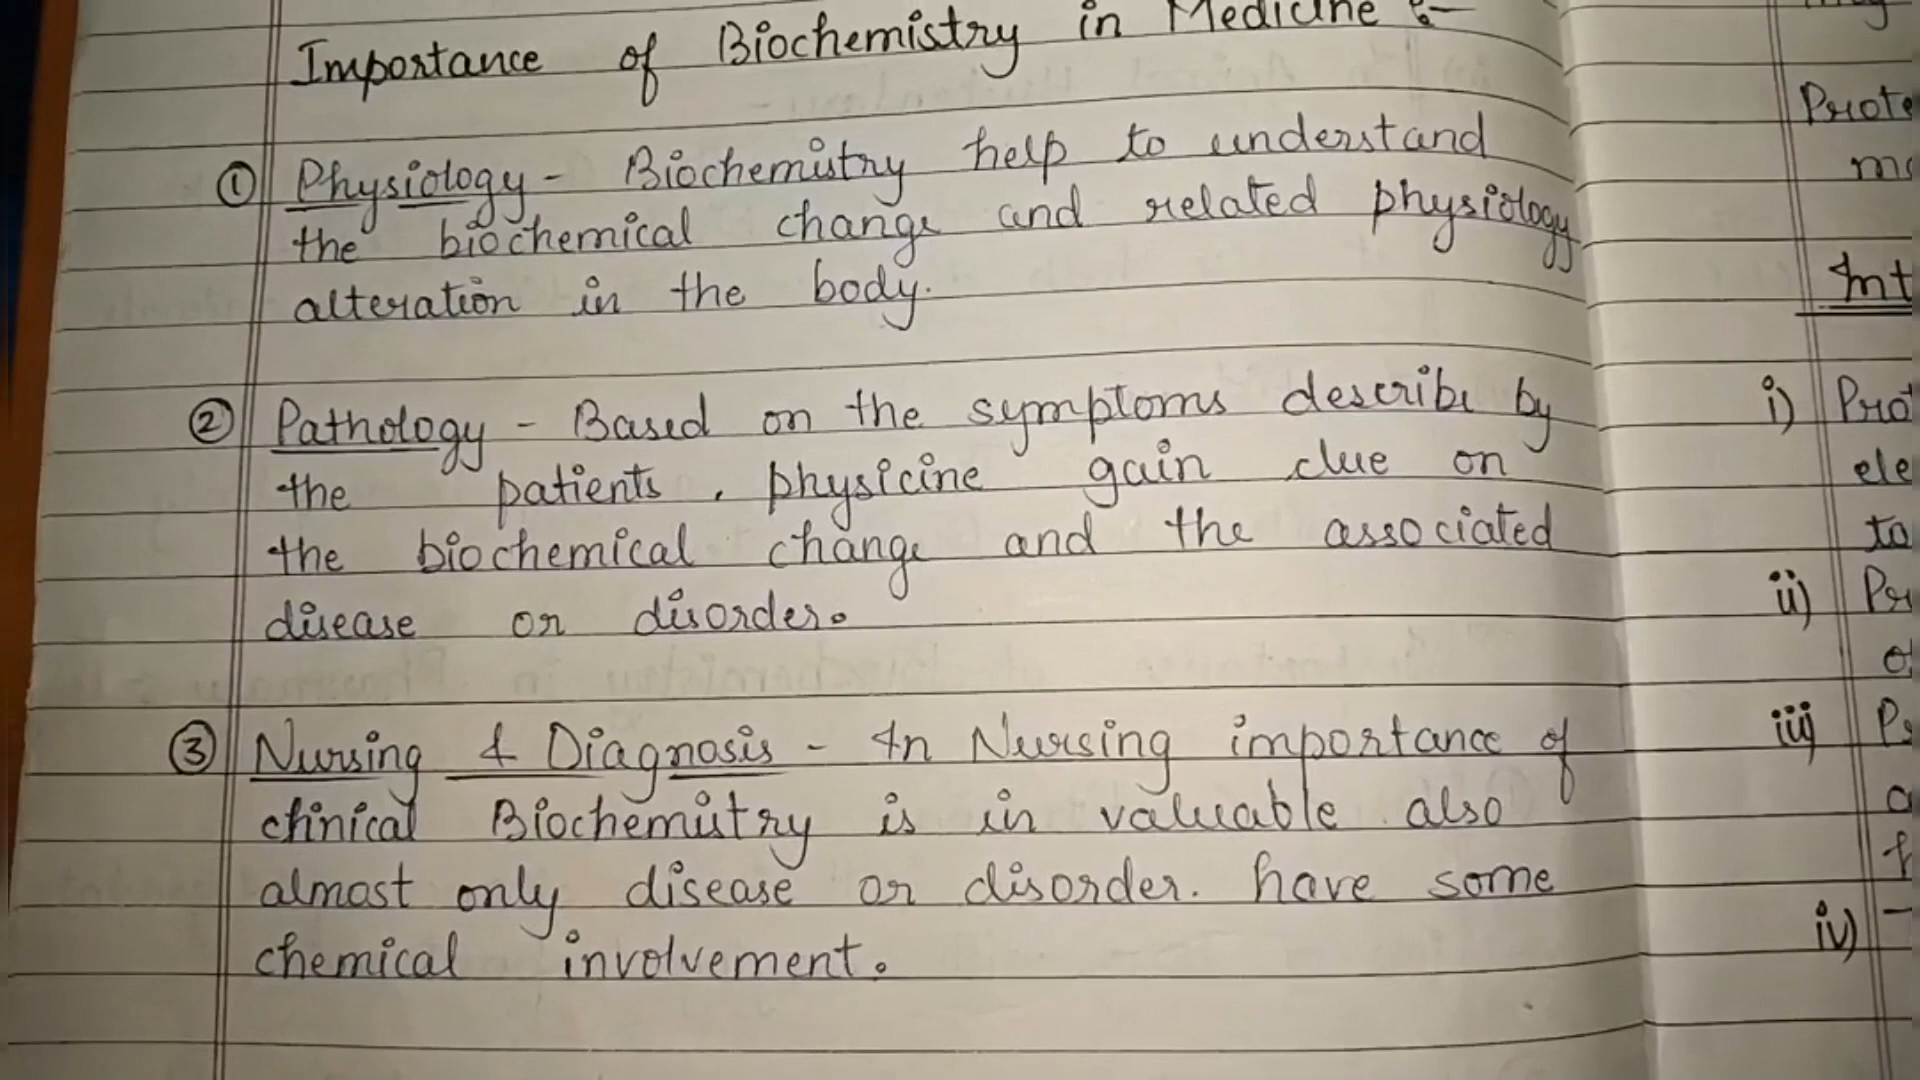 Importance of Biochemistry in Medicine :-
① Physiology - Biochemistry help to understand
the biochemical change and related physiology
alteration in the body.
② Pathology - Based on the symptoms describe by
the patients, physicine gain clue on
the biochemical change and the associated
disease or disorder.
③ Nursing & Diagnosis - In Nursing importance of
clinical Biochemistry is in valuable also
almost only disease or disorder. have some
chemical involvement.
Int
i)
ele
to
ii)
iii)
iv)